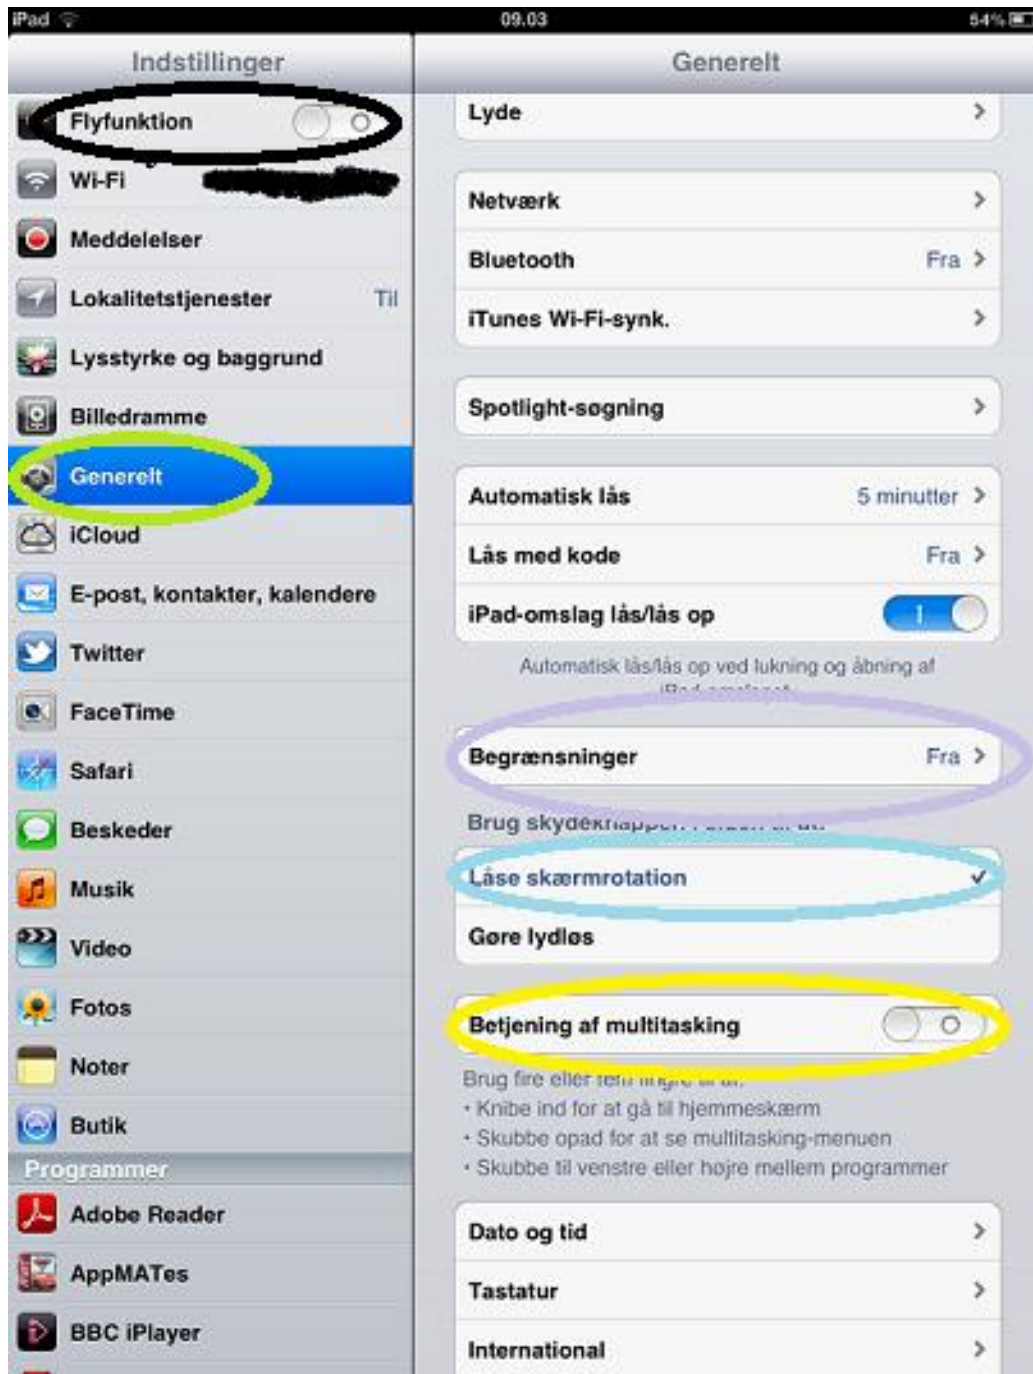 iPad 09.03 54%
Indstillinger
Flyfunktion
Wi-Fi
Meddelelser
Lokalitetstjenester Til
Lysstyrke og baggrund
Billedramme
Generelt
iCloud
E-post, kontakter, kalendere
Twitter
FaceTime
Safari
Beskeder
Musik
Video
Fotos
Noter
Butik
Programmer
Adobe Reader
AppMATes
BBC iPlayer
Generelt
Lyde
Netværk
Bluetooth Fra
iTunes Wi-Fi-synk.
Spotlight-søgning
Automatisk lås 5 minutter
Lås med kode Fra
iPad-omslag lås/lås op
Automatisk lås/lås op ved lukning og åbning af
Begrænsninger Fra
Brug skydeknappen
Låse skærmrotation
Gøre lydløs
Betjening af multitasking
Brug fire eller fem fingre til at:
• Knibe ind for at gå til hjemmeskærm
• Skubbe opad for at se multitasking-menuen
• Skubbe til venstre eller højre mellem programmer
Dato og tid
Tastatur
International